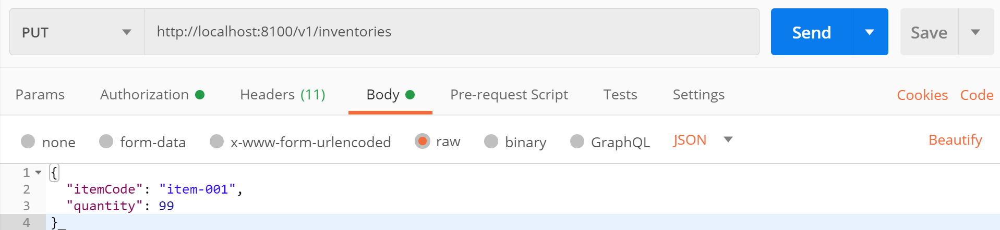 PUT http://localhost:8100/v1/inventories Send Save
Params Authorization Headers (11) Body Pre-request Script Tests Settings Cookies Code
none form-data x-www-form-urlencoded raw binary GraphQL JSON Beautify
1 {
2 "itemCode": "item-001",
3 "quantity": 99
4 }